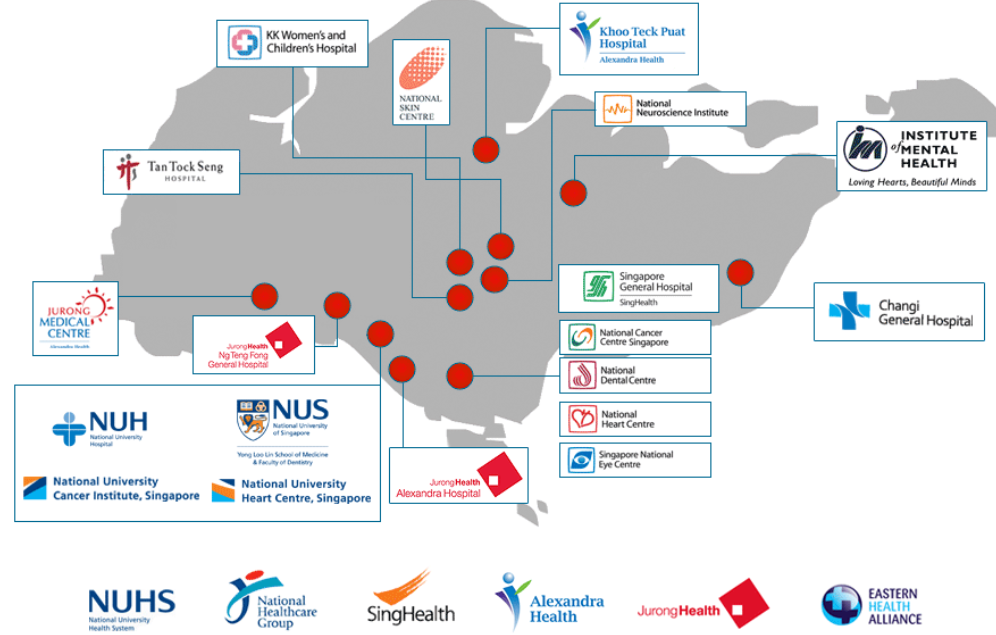 KK Women's and
Children's Hospital
NATIONAL
SKIN
CENTRE
Khoo Teck Puat
Hospital
Alexandra Health
National
Neuroscience Institute
INSTITUTE
of MENTAL
HEALTH
Loving Hearts, Beautiful Minds
Tan Tock Seng
HOSPITAL
JURONG
MEDICAL
CENTRE
Alexandra Health
JurongHealth
Ng Teng Fong
General Hospital
Singapore
General Hospital
SingHealth
Changi
General Hospital
National Cancer
Centre Singapore
National
Dental Centre
National
Heart Centre
Singapore National
Eye Centre
NUH
National University
Hospital
NUS
National University
of Singapore
Yong Loo Lin School of Medicine
& Faculty of Dentistry
National University
Cancer Institute, Singapore
National University
Heart Centre, Singapore
JurongHealth
Alexandra Hospital
NUHS
National University
Health System
National
Healthcare
Group
SingHealth
Alexandra
Health
JurongHealth
EASTERN
HEALTH
ALLIANCE